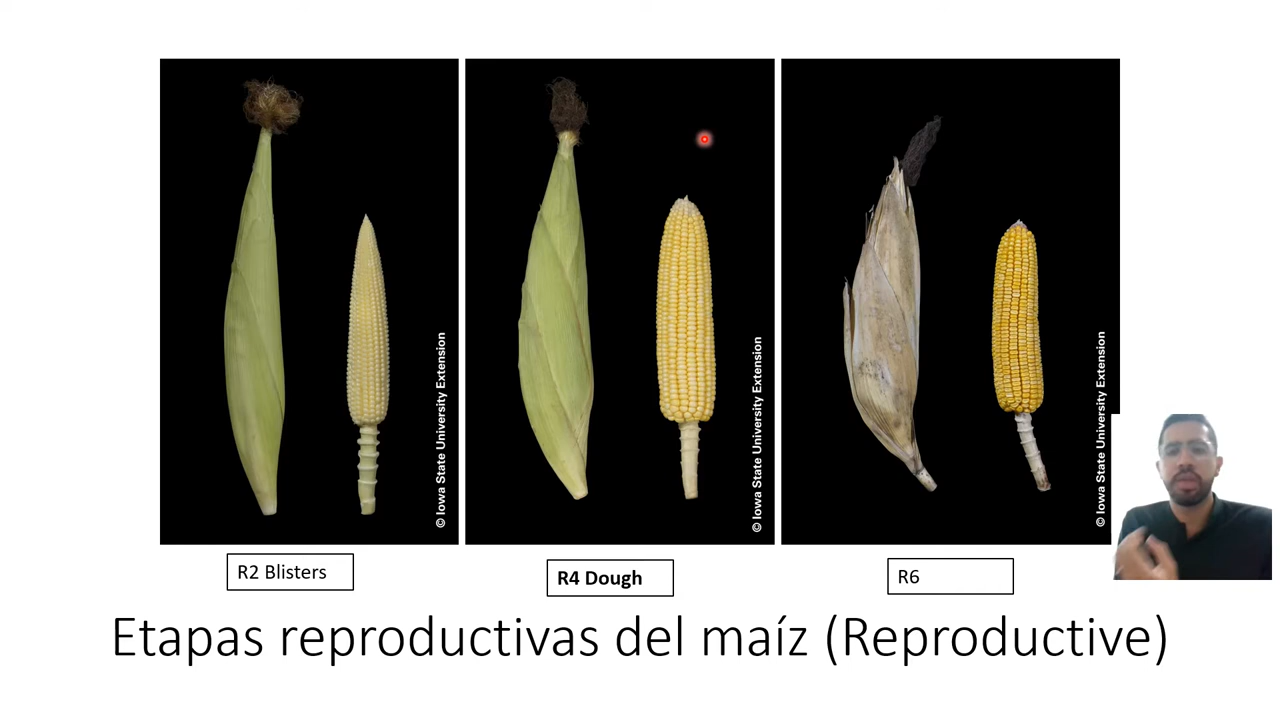 © Iowa State University Extension
© Iowa State University Extension
© Iowa State University Extension
R2 Blisters
R4 Dough
R6
Etapas reproductivas del maíz (Reproductive)